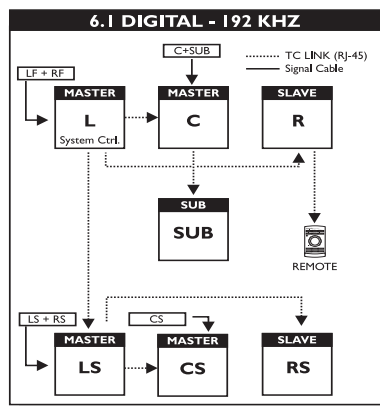 6.1 DIGITAL - 192 KHZ
C+SUB
TC LINK (RJ-45)
Signal Cable
LF + RF
MASTER
L
System Ctrl.
MASTER
C
SLAVE
R
SUB
SUB
REMOTE
LS + RS
CS
MASTER
LS
MASTER
CS
SLAVE
RS